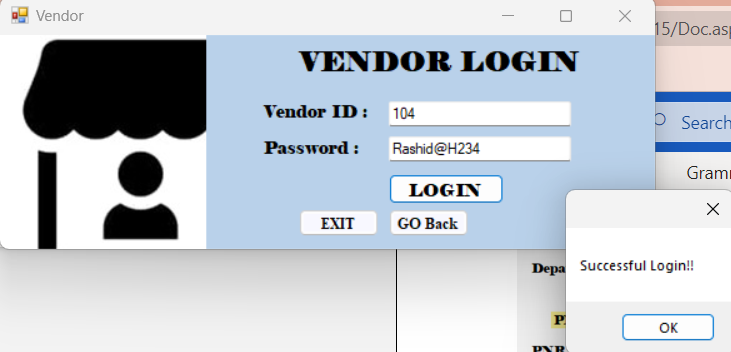 Vendor
15/Doc.asp
VENDOR LOGIN
Vendor ID : 104
Search
Password : Rashid@H234
Gramm
LOGIN
EXIT GO Back
Successful Login!!
Depa
OK
PNR